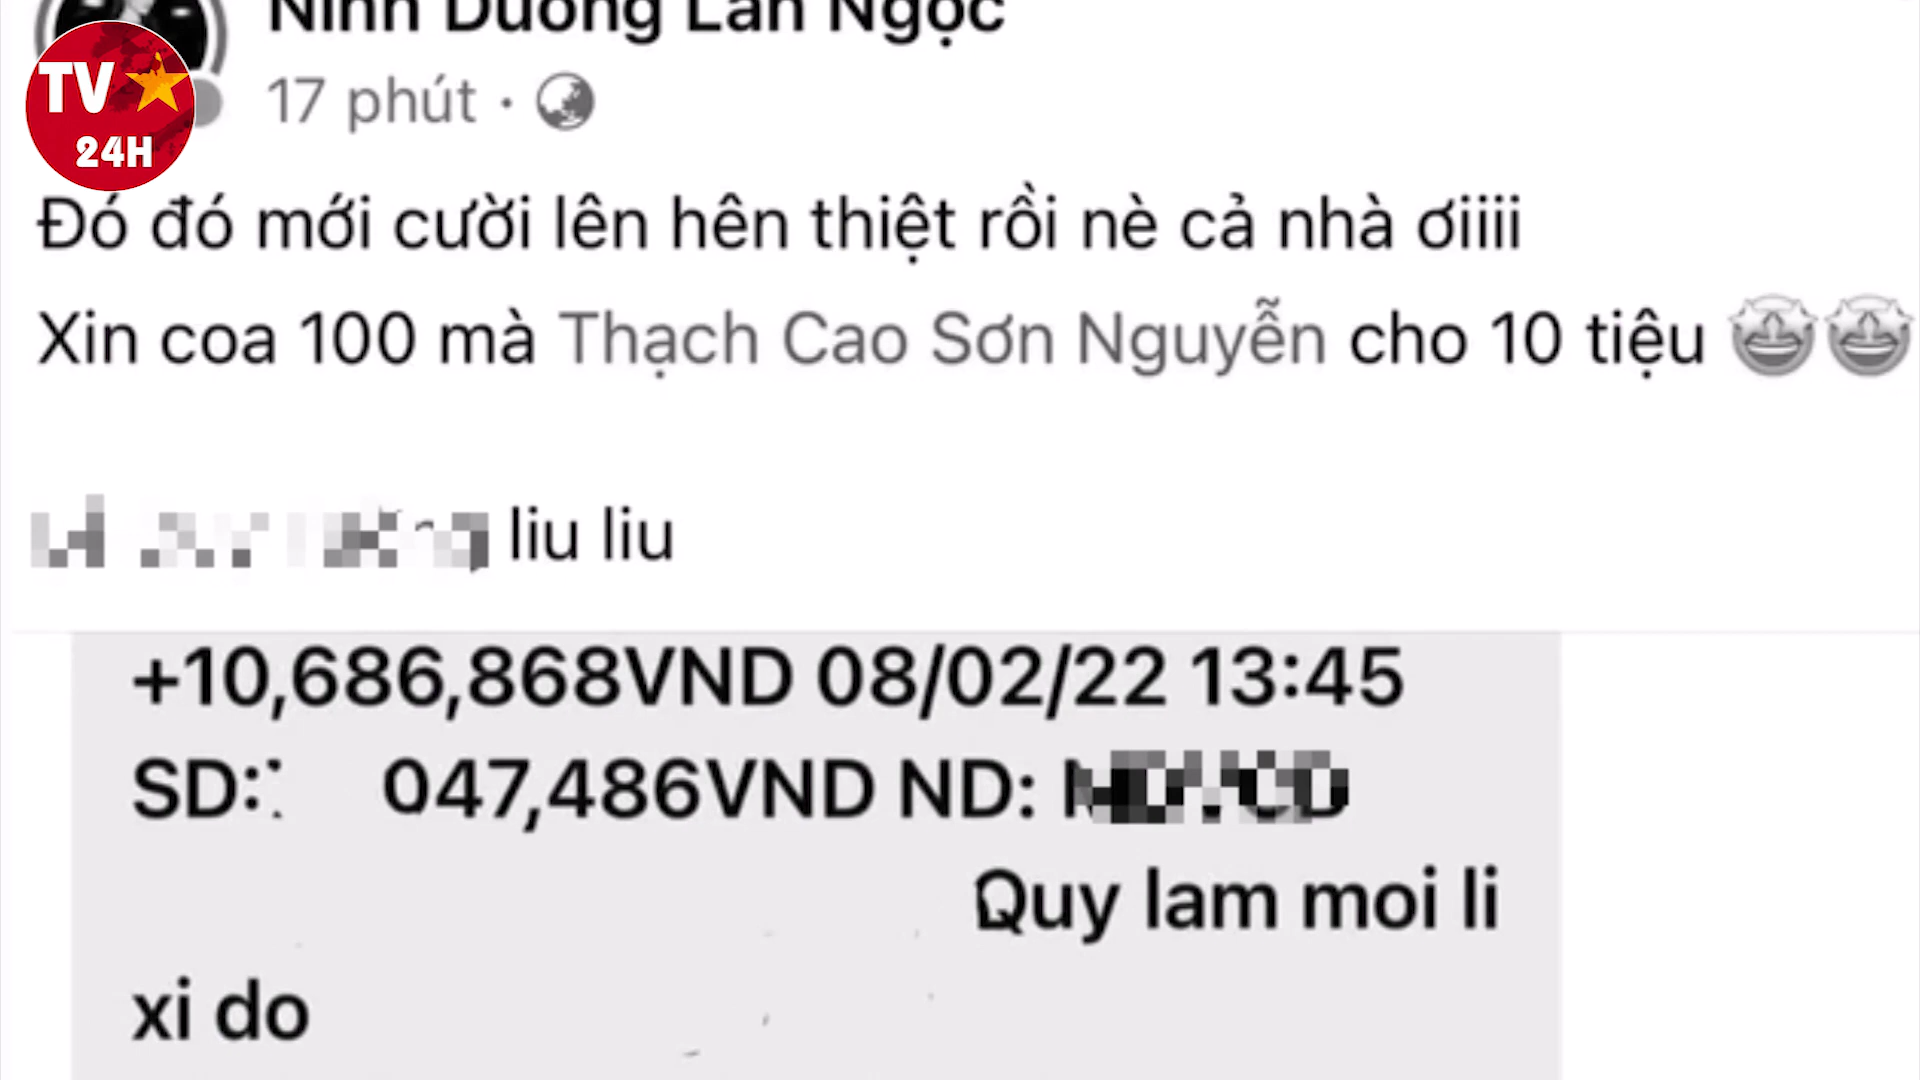 Ninh Dương Lan Ngọc
TV
24H
17 phút ·
Đó đó mới cười lên hên thiệt rồi nè cả nhà ơiiii
Xin coa 100 mà Thạch Cao Sơn Nguyễn cho 10 tiệu 🤩🤩
liu liu
+10,686,868VND 08/02/22 13:45
SD: 047,486VND ND:
Quy lam moi li
xi do